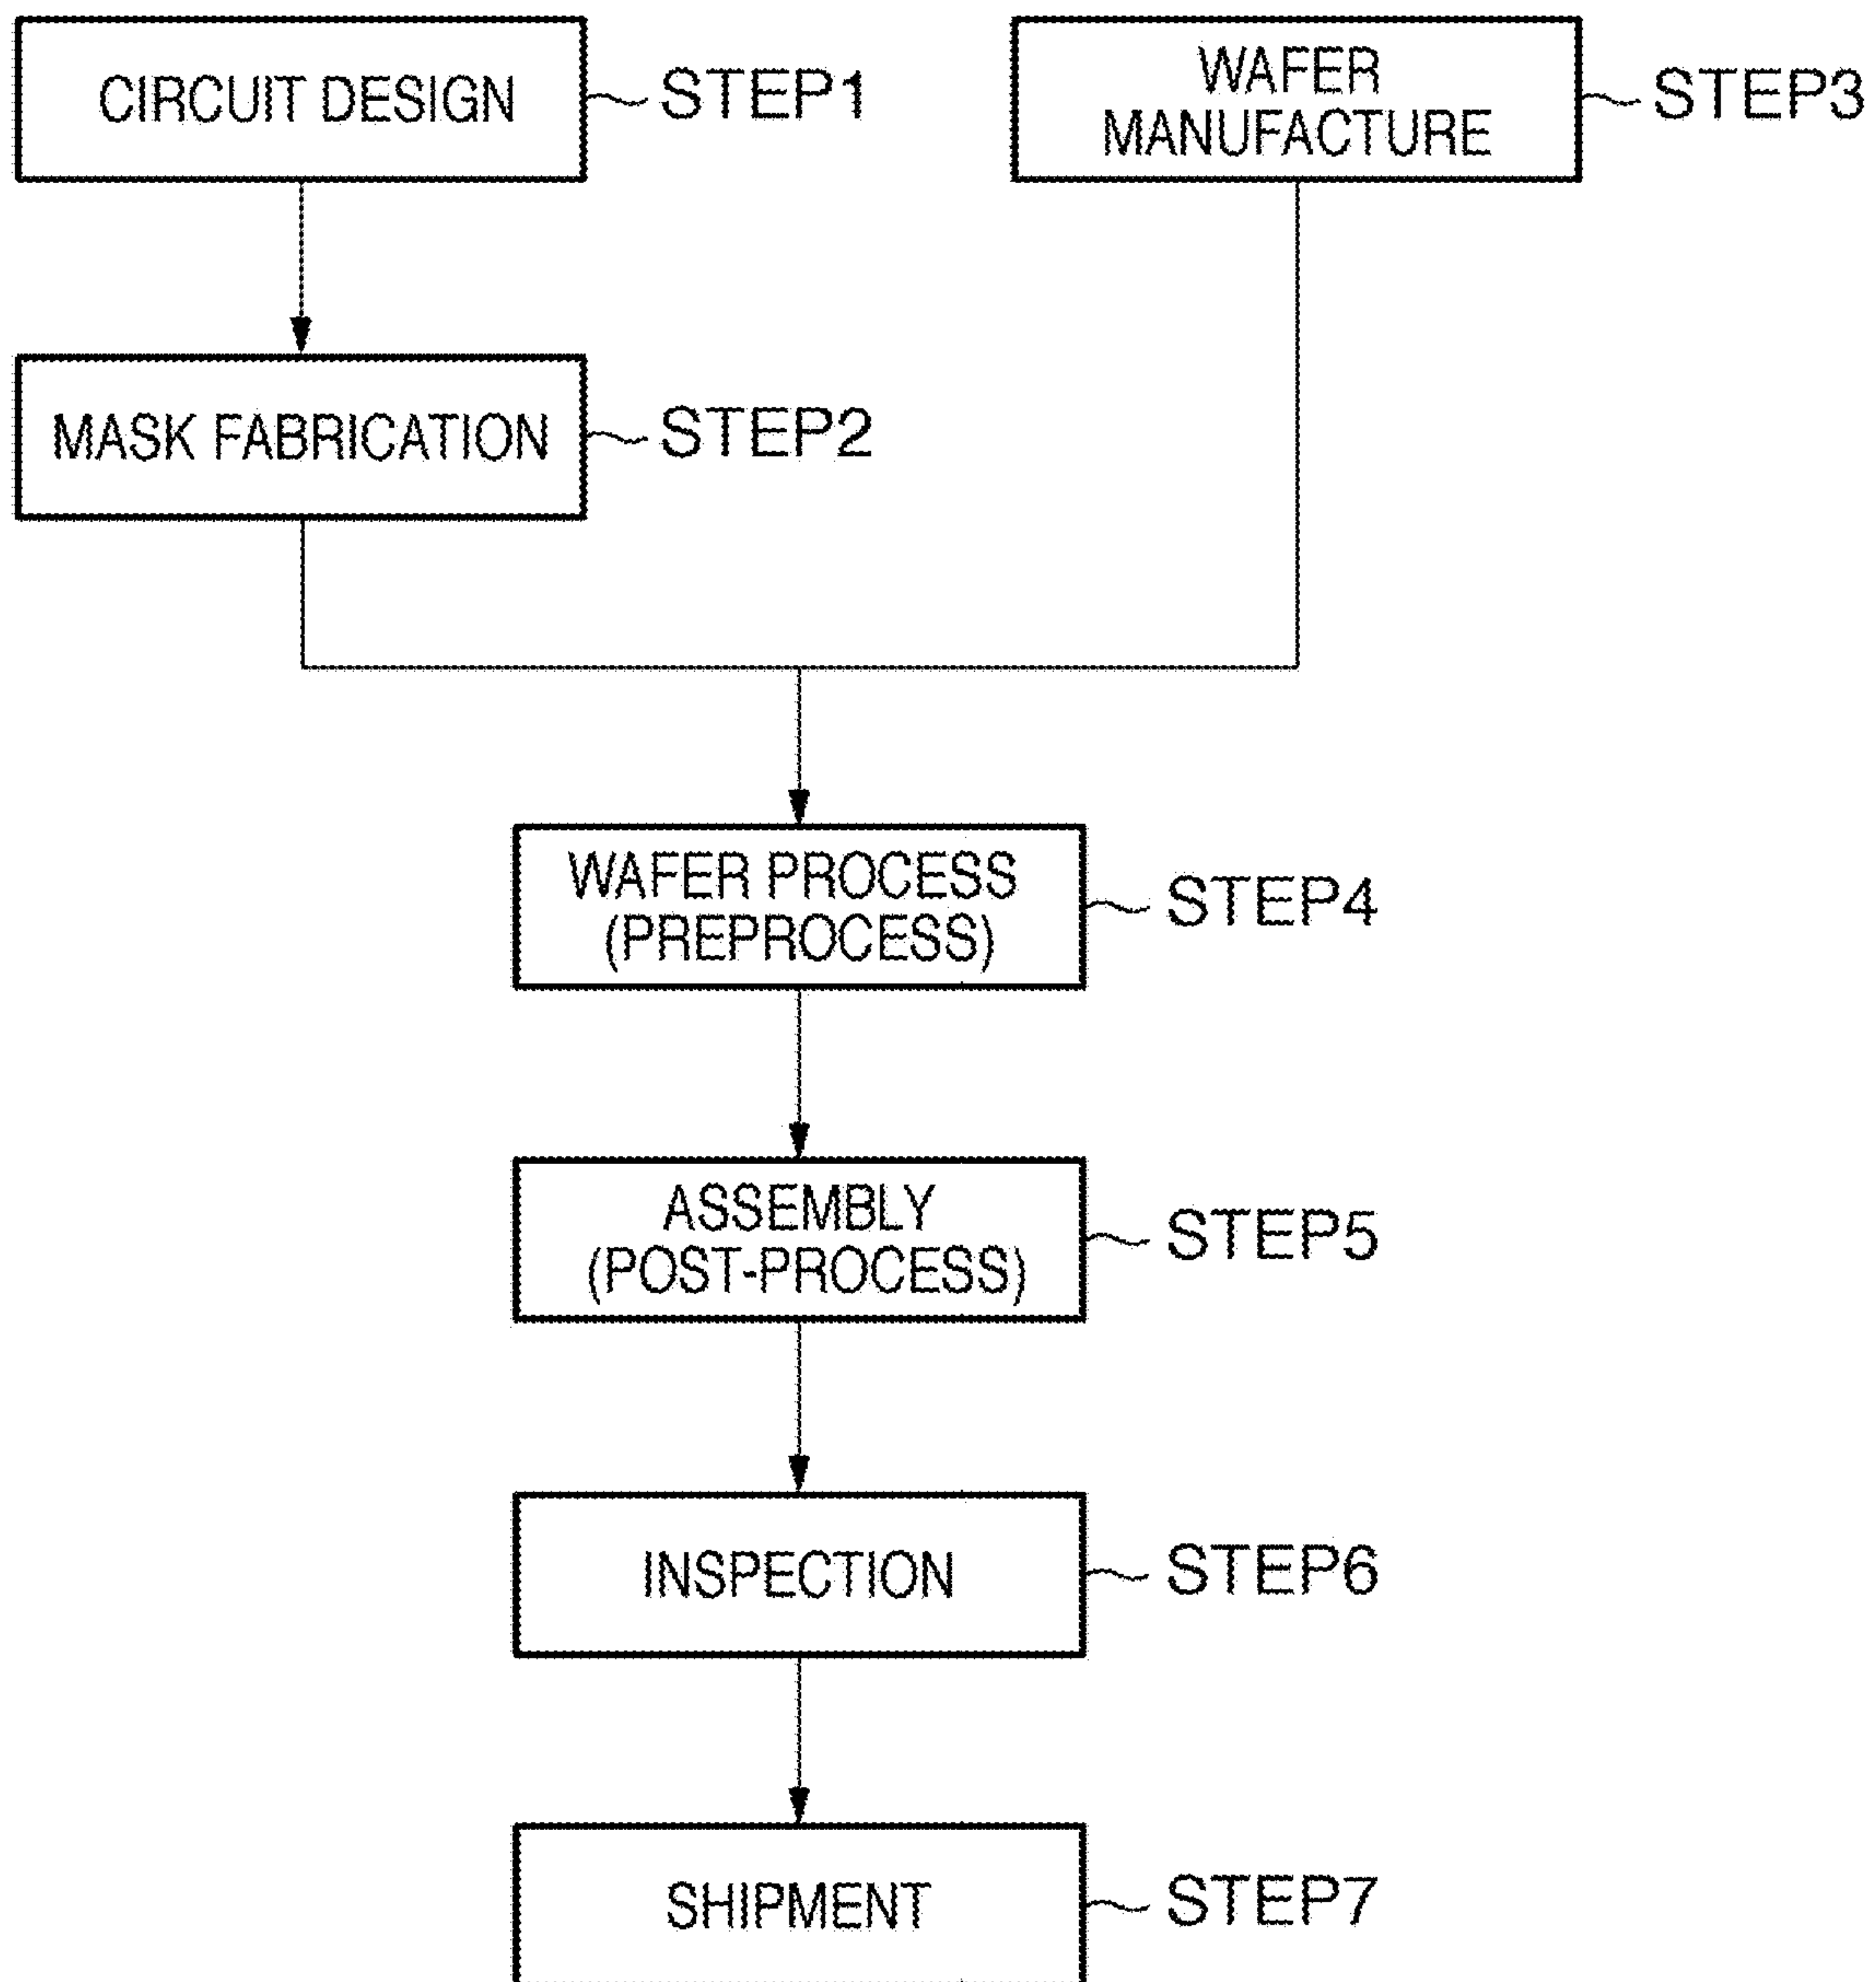 CIRCUIT DESIGN
STEP1
WAFER
MANUFACTURE
STEP3
MASK FABRICATION
STEP2
WAFER PROCESS
(PREPROCESS)
STEP4
ASSEMBLY
(POST-PROCESS)
STEP5
INSPECTION
STEP6
SHIPMENT
STEP7